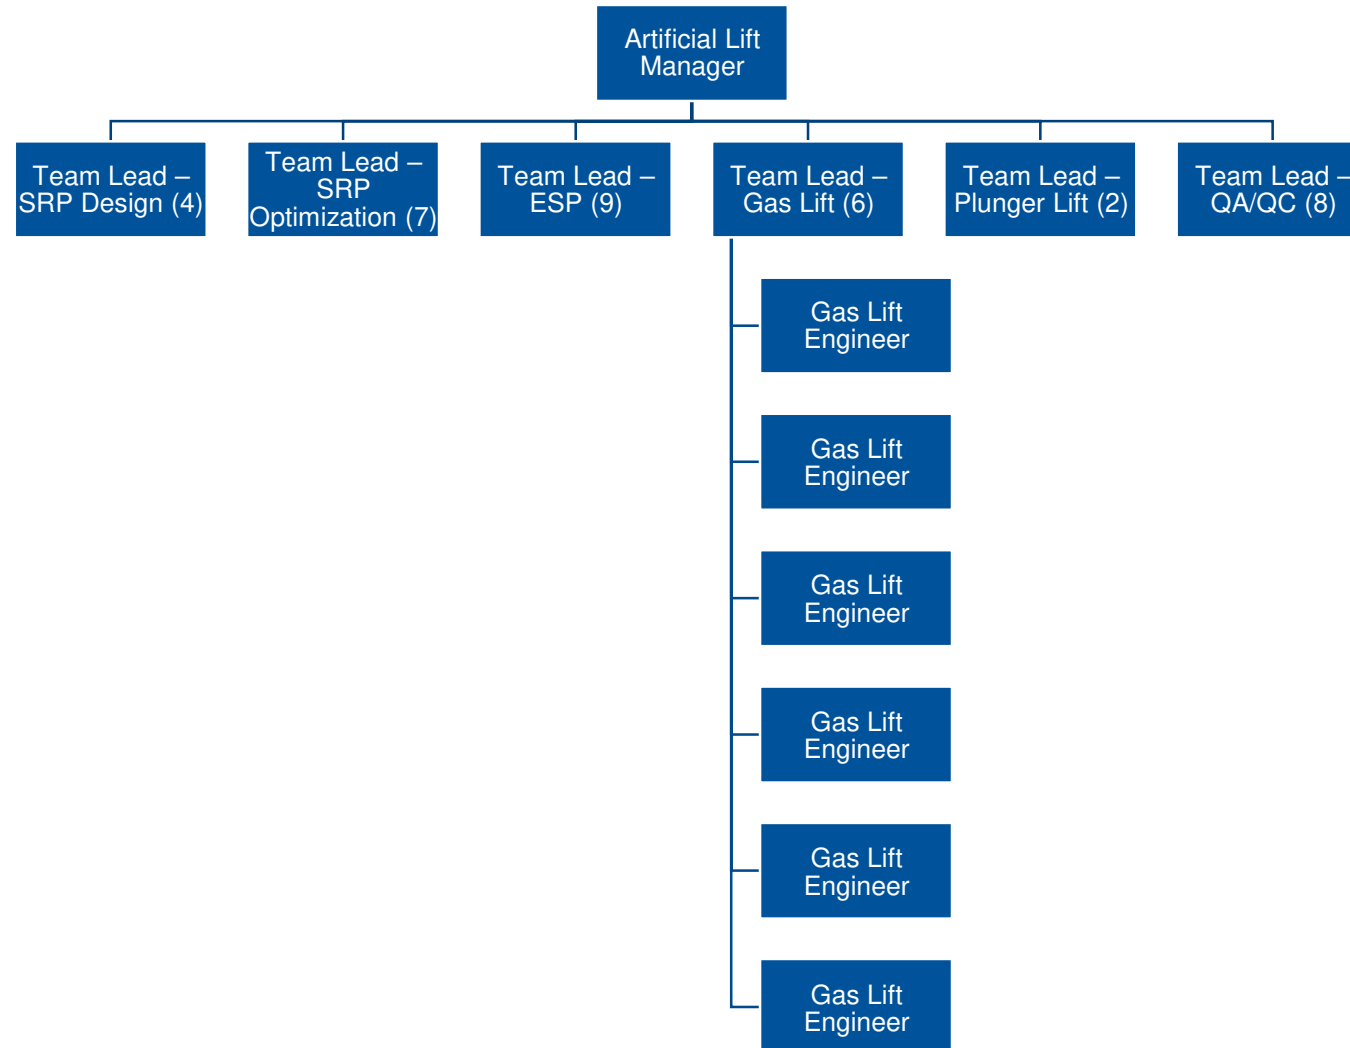 Artificial Lift
Manager
Team Lead –
SRP Design (4)
Team Lead –
SRP
Optimization (7)
Team Lead –
ESP (9)
Team Lead –
Gas Lift (6)
Team Lead –
Plunger Lift (2)
Team Lead –
QA/QC (8)
Gas Lift
Engineer
Gas Lift
Engineer
Gas Lift
Engineer
Gas Lift
Engineer
Gas Lift
Engineer
Gas Lift
Engineer